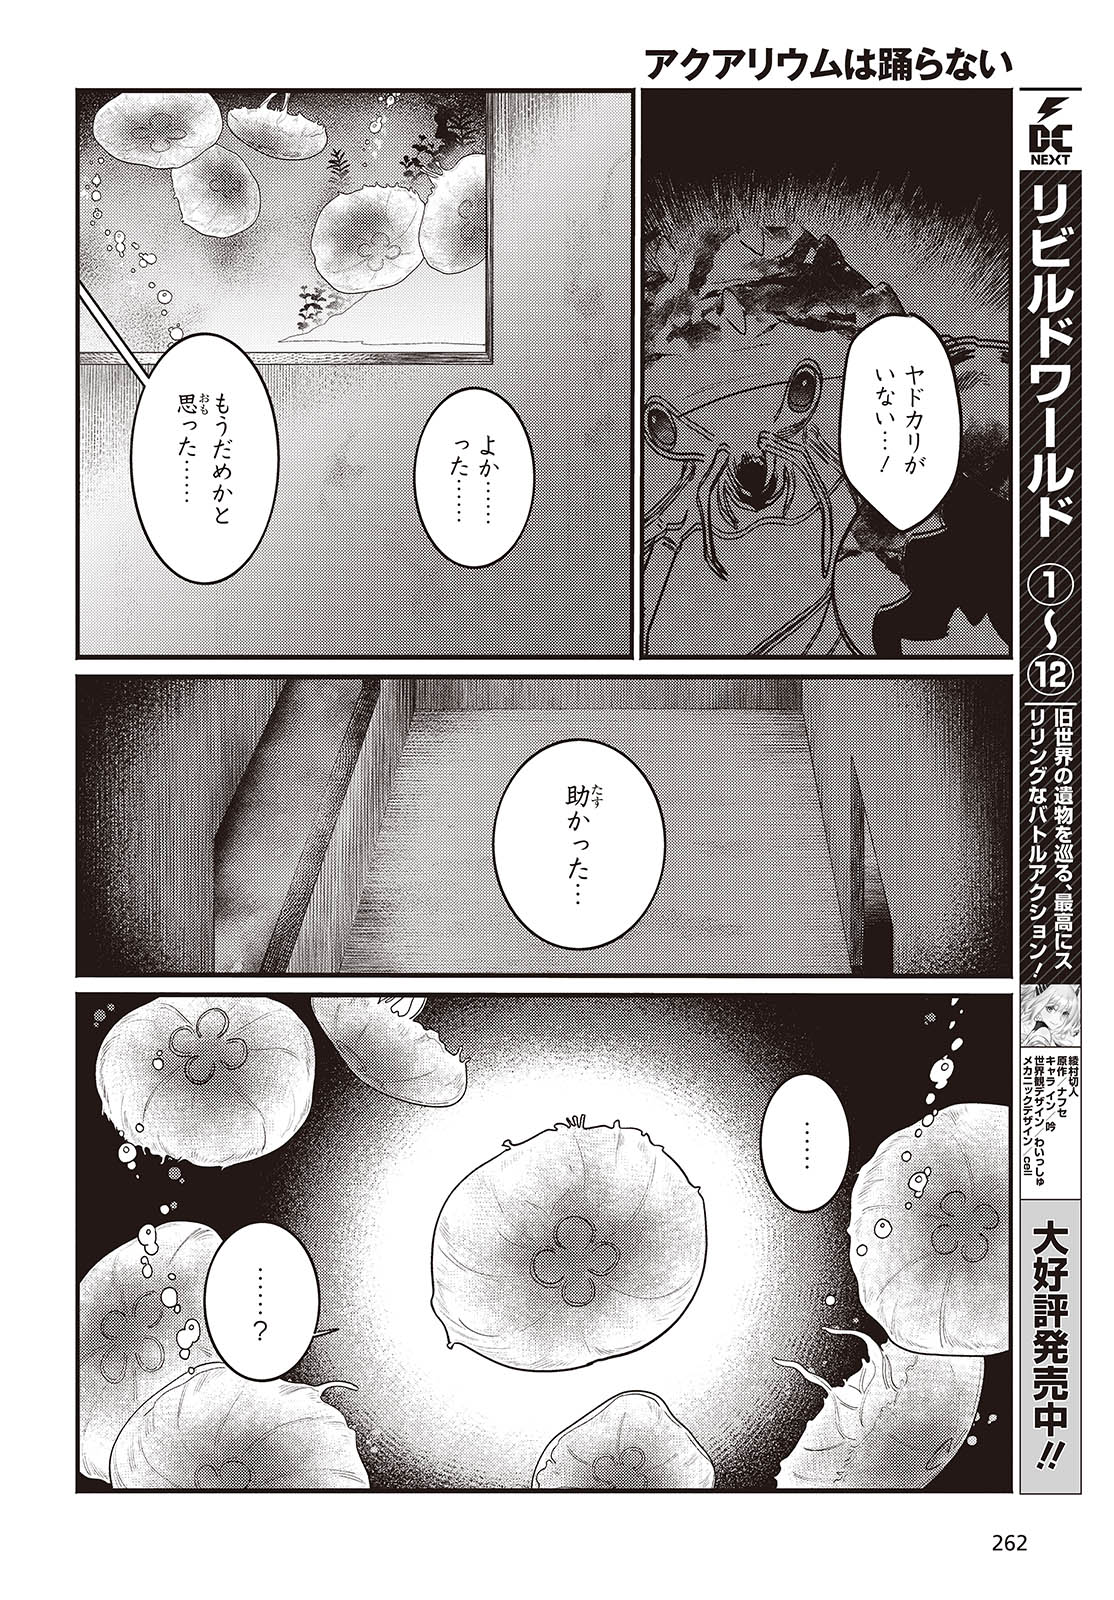 アクアリウムは踊らない
ヤドカリが
いない…！
よか……
った……
もうだめかと
思った……
おも
助かった…
たす
……
……？
DC
NEXT
リビルドワールド ①〜⑫
旧世界の遺物を巡る、最高にス
リリングなバトルアクション！
綾村切人
原作／ナフセ
キャラ イン／吟
世界観デザイン／わいっしゅ
メカニックデザイン／cell
大好評発売中!!
262